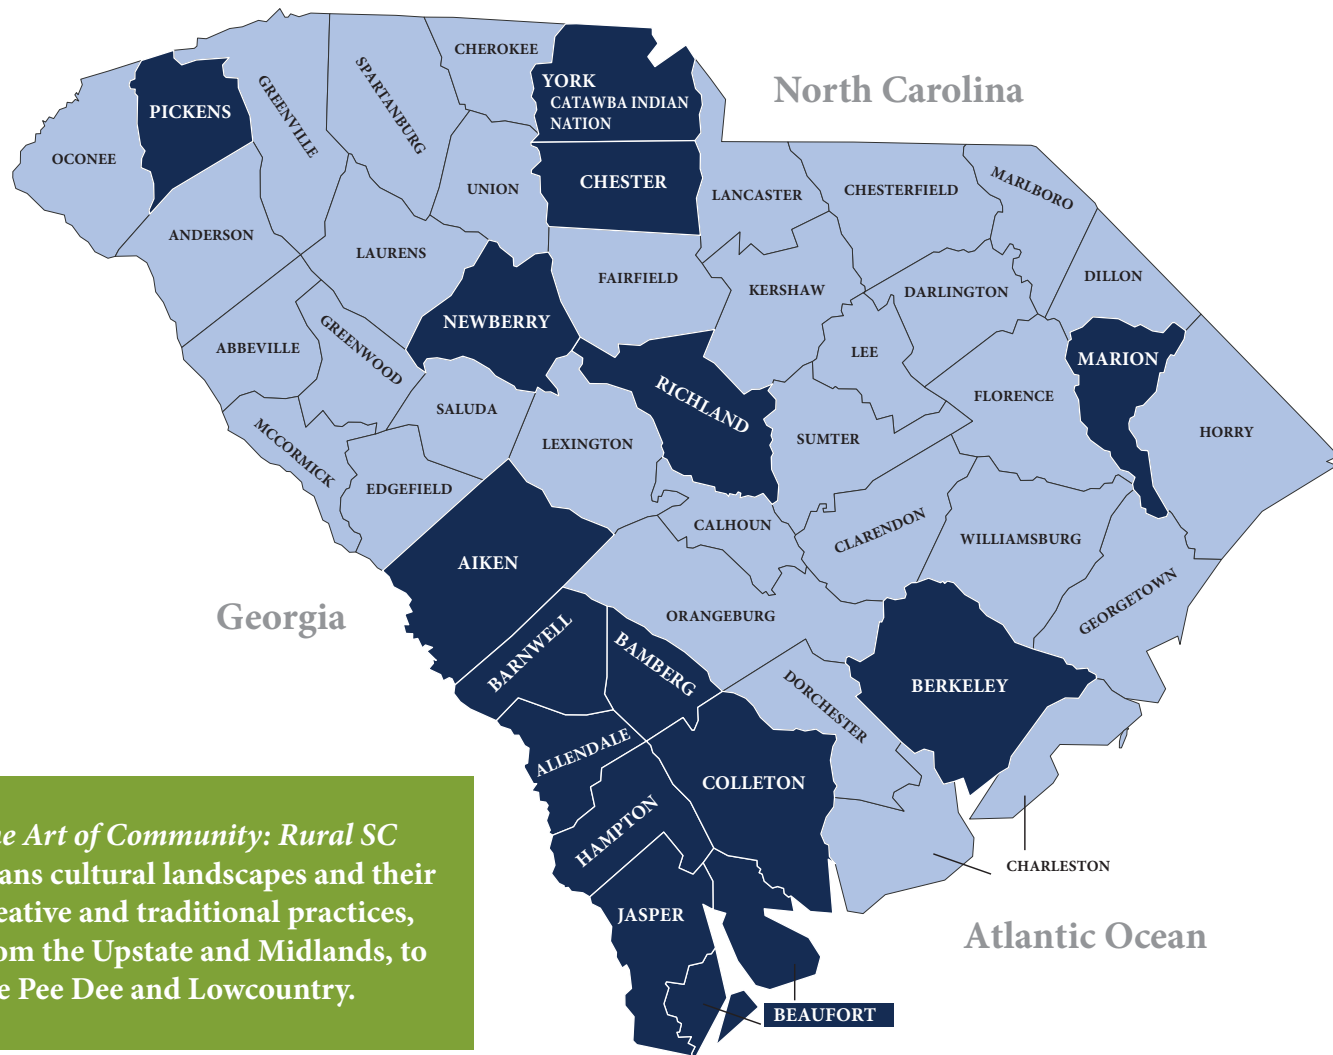 CHEROKEE
YORK
CATAWBA INDIAN
NATION
North Carolina
PICKENS
GREENVILLE
SPARTANBURG
OCONEE
UNION
CHESTER
LANCASTER
CHESTERFIELD
MARLBORO
ANDERSON
LAURENS
FAIRFIELD
KERSHAW
DARLINGTON
DILLON
NEWBERRY
ABBEVILLE
GREENWOOD
LEE
MARION
RICHLAND
FLORENCE
SALUDA
LEXINGTON
SUMTER
HORRY
MCCORMICK
EDGEFIELD
CALHOUN
CLARENDON
WILLIAMSBURG
AIKEN
Georgia
ORANGEBURG
GEORGETOWN
BARNWELL
BAMBERG
BERKELEY
DORCHESTER
ALLENDALE
COLLETON
HAMPTON
CHARLESTON
JASPER
Atlantic Ocean
BEAUFORT
Art of Community: Rural SC
cultural landscapes and their
and traditional practices,
the Upstate and Midlands, to
Pee Dee and Lowcountry.